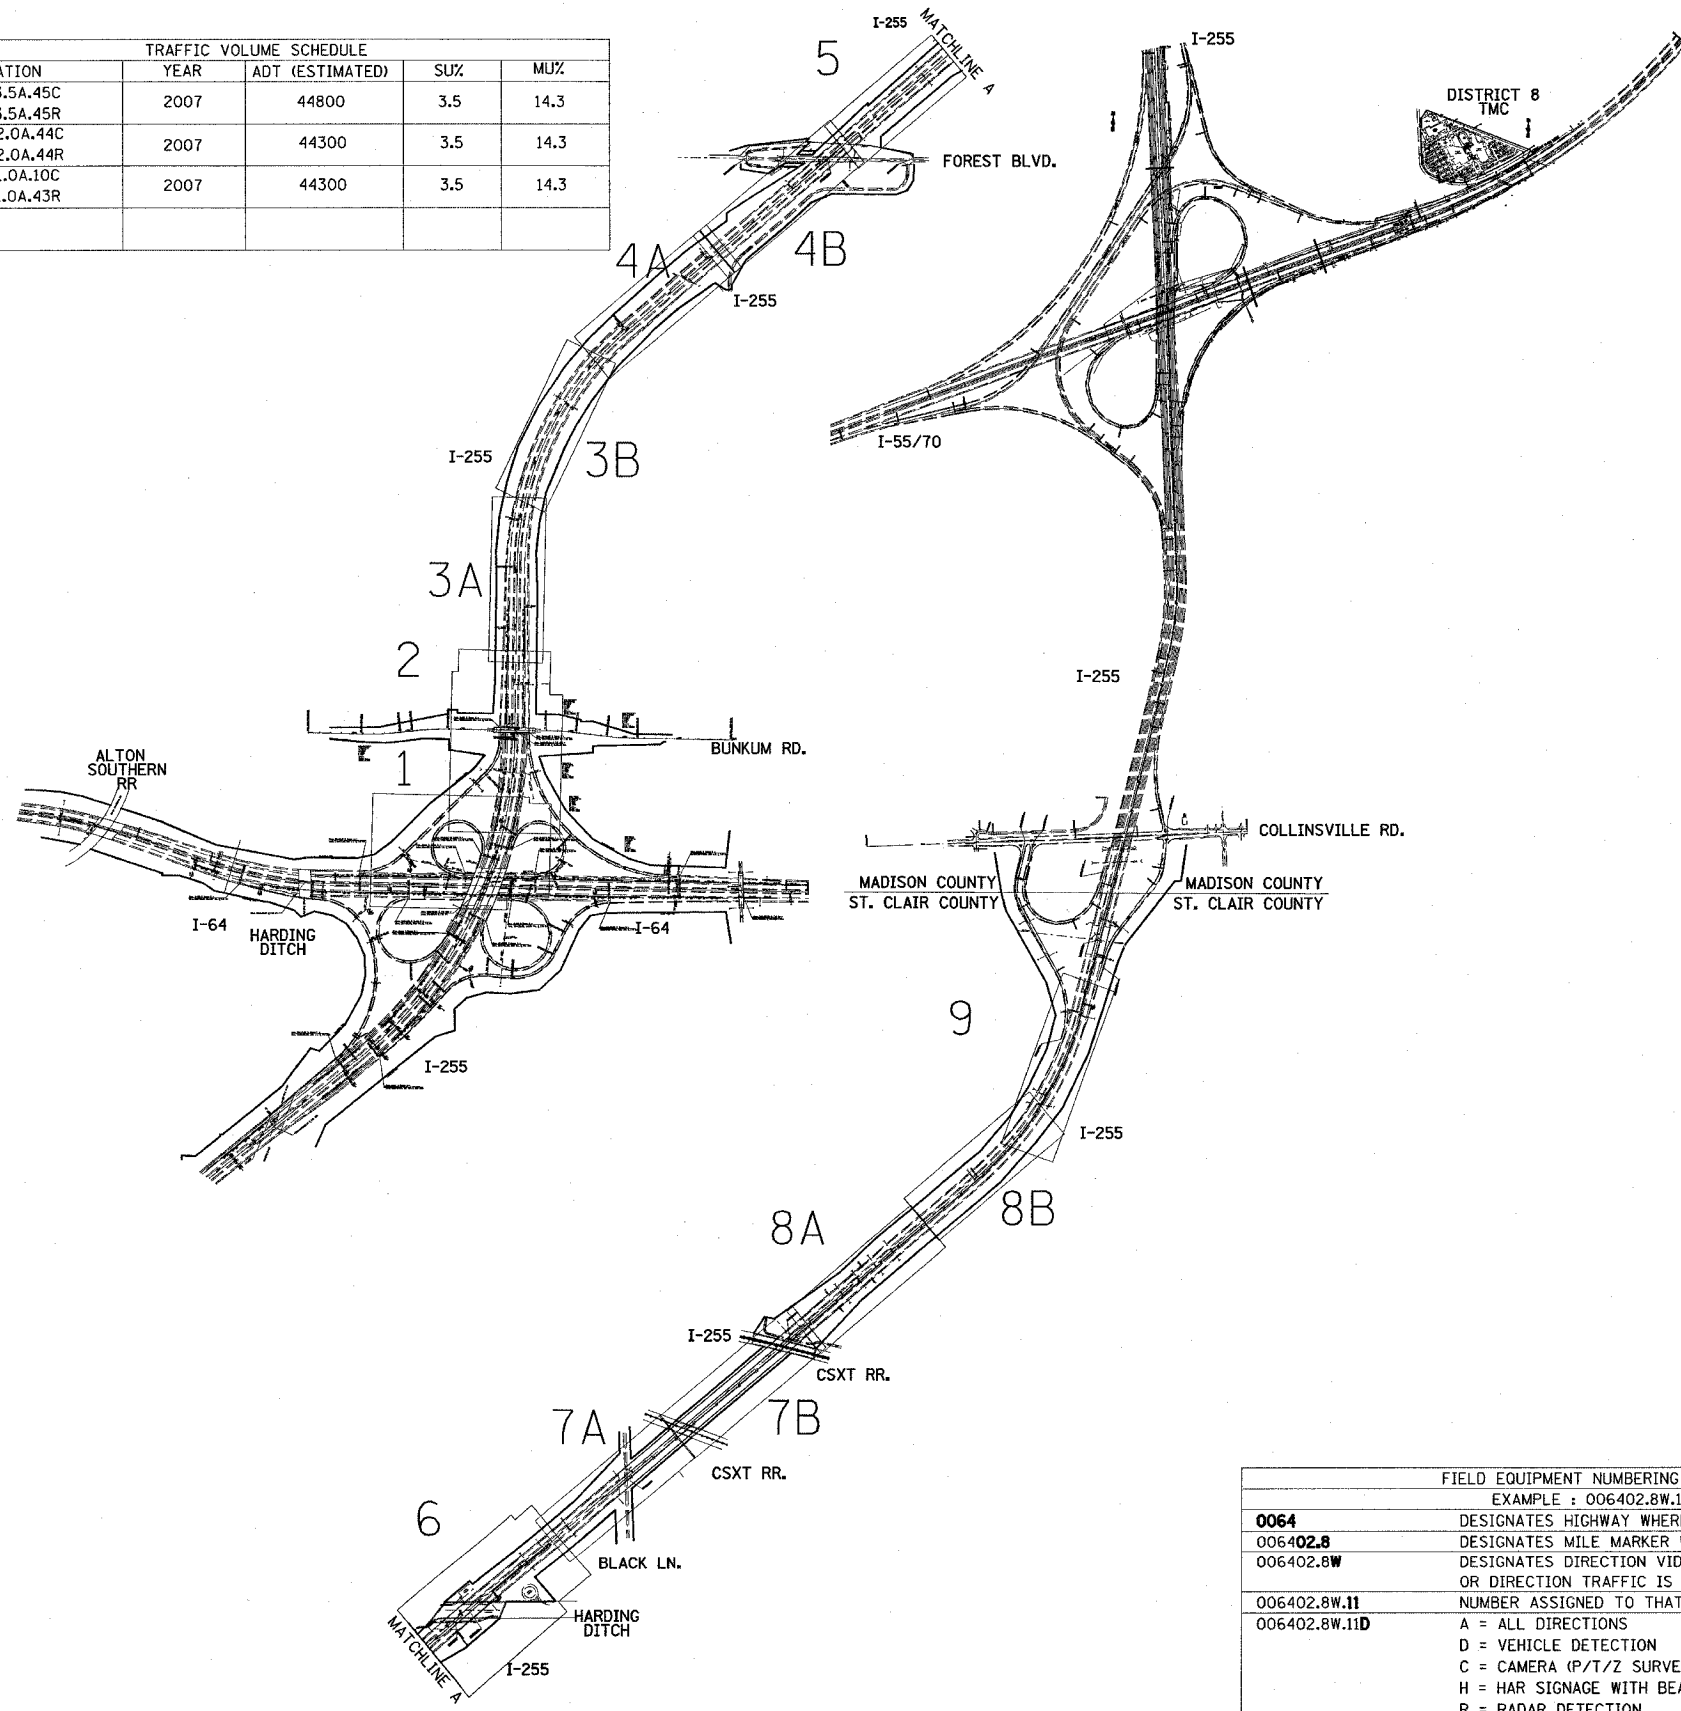 TRAFFIC VOLUME SCHEDULE
ATION YEAR ADT (ESTIMATED) SU% MU%
.5A.45C
.5A.45R
2007 44800 3.5 14.3
2.0A.44C
2.0A.44R
2007 44300 3.5 14.3
.0A.10C
.0A.43R
2007 44300 3.5 14.3
I-255
MATCHLINE A
5
FOREST BLVD.
4A
4B
I-255
3B
I-255
3A
2
BUNKUM RD.
1
ALTON
SOUTHERN
RR
I-64
HARDING
DITCH
I-64
I-255
I-255
DISTRICT 8
TMC
I-55/70
I-255
COLLINSVILLE RD.
MADISON COUNTY
ST. CLAIR COUNTY
MADISON COUNTY
ST. CLAIR COUNTY
9
I-255
8B
8A
I-255
CSXT RR.
7B
7A
CSXT RR.
6
BLACK LN.
HARDING
DITCH
MATCHLINE A
I-255
FIELD EQUIPMENT NUMBERING
EXAMPLE : 006402.8W.1
0064 DESIGNATES HIGHWAY WHER
006402.8 DESIGNATES MILE MARKER
006402.8W DESIGNATES DIRECTION VID
OR DIRECTION TRAFFIC IS
006402.8W.11 NUMBER ASSIGNED TO THAT
006402.8W.11D A = ALL DIRECTIONS
D = VEHICLE DETECTION
C = CAMERA (P/T/Z SURVE
H = HAR SIGNAGE WITH BEA
R = RADAR DETECTION